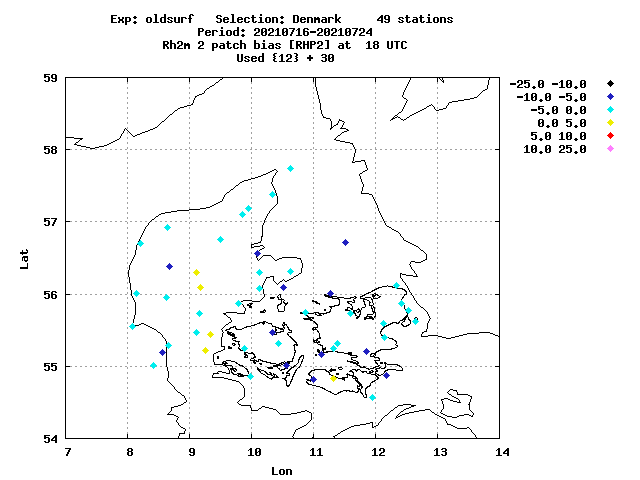 Exp: oldsurf   Selection: Denmark     49 stations
Period: 20210716-20210724
Rh2m 2 patch bias [RHP2] at  18 UTC
Used {12} + 30
-25.0 -10.0
-10.0 -5.0
-5.0 0.0
0.0 5.0
5.0 10.0
10.0 25.0
59
58
57
56
55
54
Lat
7 8 9 10 11 12 13 14
Lon